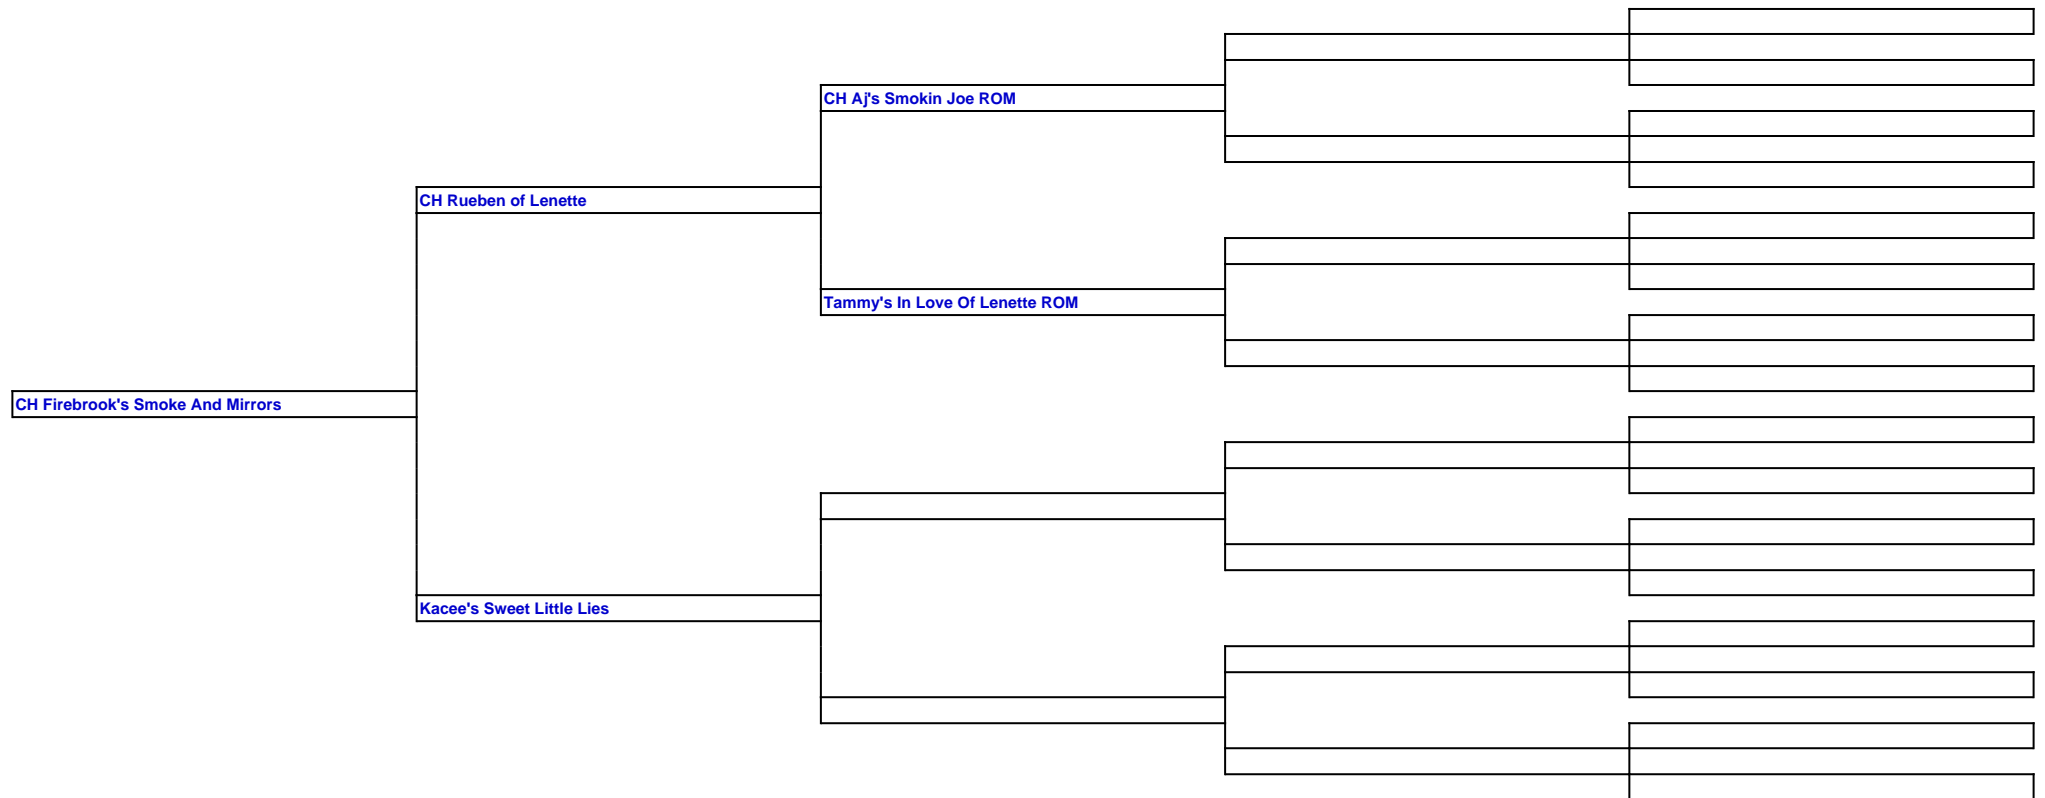 CH Aj's Smokin Joe ROM
CH Rueben of Lenette
Tammy's In Love Of Lenette ROM
CH Firebrook's Smoke And Mirrors
Kacee's Sweet Little Lies